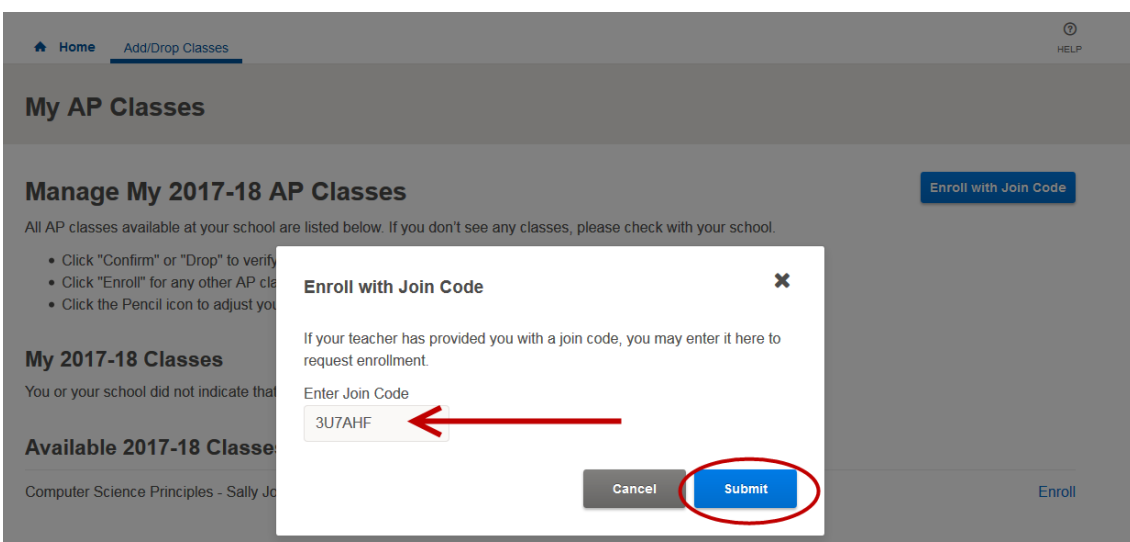 Home Add/Drop Classes
HELP
My AP Classes
Manage My 2017-18 AP Classes
Enroll with Join Code
All AP classes available at your school are listed below. If you don't see any classes, please check with your school.
• Click "Confirm" or "Drop" to verify
• Click "Enroll" for any other AP
• Click the Pencil icon to adjust
My 2017-18 Classes
You or your school did not indicate that
Available 2017-18
Computer Science Principles - Sally
Enroll
Enroll with Join Code
If your teacher has provided you with a join code, you may enter it here to
request enrollment.
Enter Join Code
3U7AHF
Cancel Submit